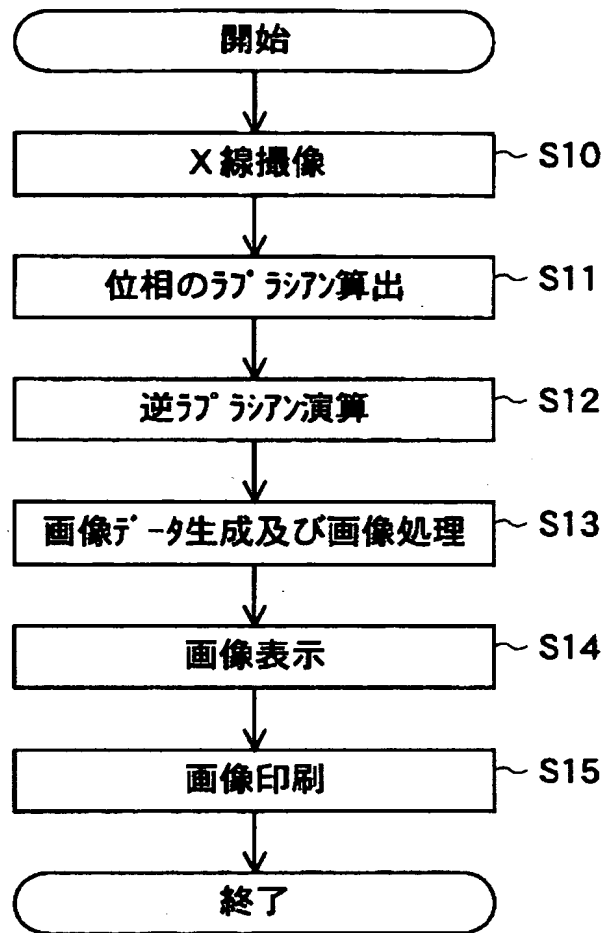 開始
X線撮像 ~ S10
位相のﾗﾌﾟﾗｼｱﾝ算出 ~ S11
逆ﾗﾌﾟﾗｼｱﾝ演算 ~ S12
画像ﾃﾞｰﾀ生成及び画像処理 ~ S13
画像表示 ~ S14
画像印刷 ~ S15
終了